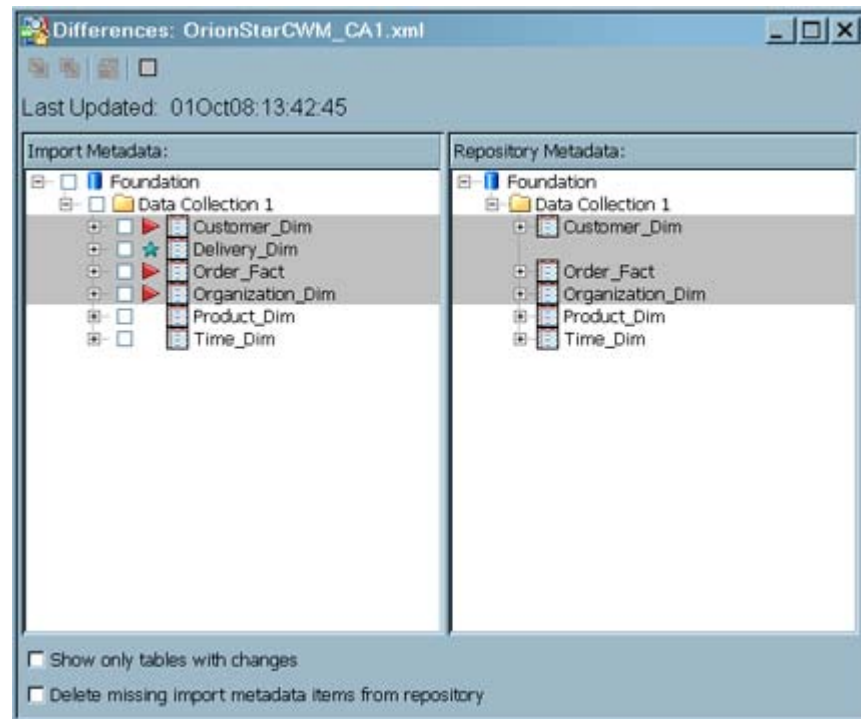 Differences: OrionStarCWM_CA1.xml
Last Updated: 01Oct08:13:42:45
Import Metadata:
Foundation
Data Collection 1
Customer_Dim
Delivery_Dim
Order_Fact
Organization_Dim
Product_Dim
Time_Dim
Repository Metadata:
Foundation
Data Collection 1
Customer_Dim
Order_Fact
Organization_Dim
Product_Dim
Time_Dim
Show only tables with changes
Delete missing import metadata items from repository